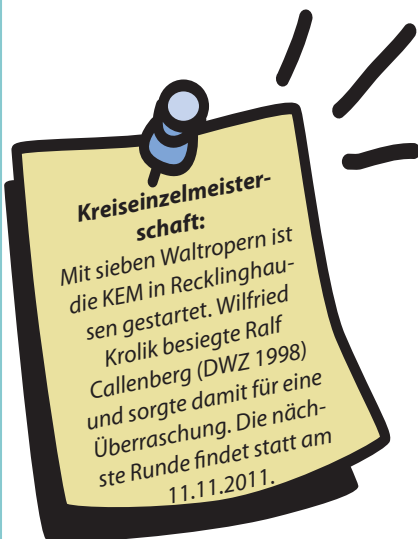 Kreiseinzelmeister-
schaft:
Mit sieben Waltropern ist
die KEM in Recklinghau-
sen gestartet. Wilfried
Krolik besiegte Ralf
Callenberg (DWZ 1998)
und sorgte damit für eine
Überraschung. Die näch-
ste Runde findet statt am
11.11.2011.